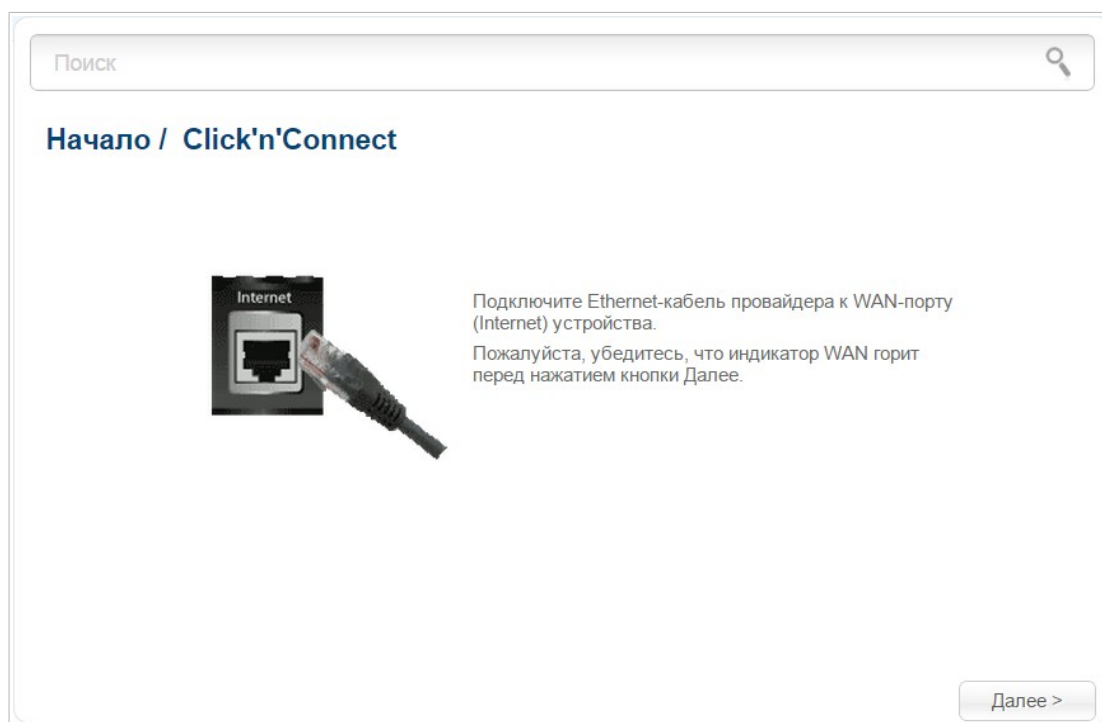 Поиск
Начало / Click'n'Connect
Internet
Подключите Ethernet-кабель провайдера к WAN-порту
(Internet) устройства.
Пожалуйста, убедитесь, что индикатор WAN горит
перед нажатием кнопки Далее.
Далее >